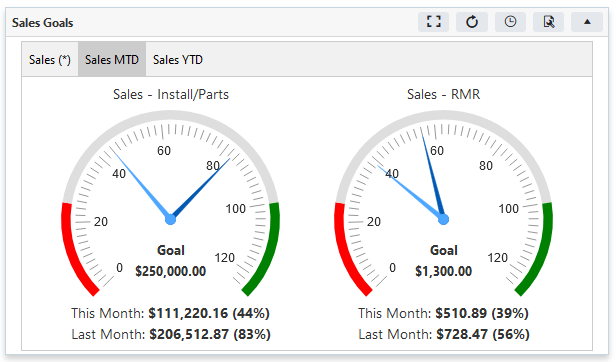 Sales Goals
Sales (*) Sales MTD Sales YTD
Sales - Install/Parts
0
20
40
60
80
100
120
Goal
$250,000.00
This Month: $111,220.16 (44%)
Last Month: $206,512.87 (83%)
Sales - RMR
0
20
40
60
80
100
120
Goal
$1,300.00
This Month: $510.89 (39%)
Last Month: $728.47 (56%)